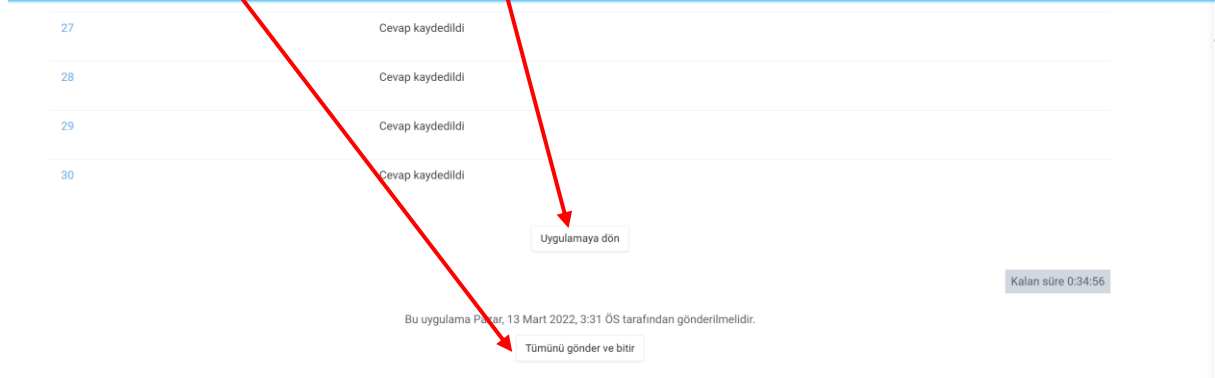 27 Cevap kaydedildi
28 Cevap kaydedildi
29 Cevap kaydedildi
30 Cevap kaydedildi
Uygulamaya dön
Kalan süre 0:34:56
Bu uygulama Pazar, 13 Mart 2022, 3:31 ÖS tarafından gönderilmelidir.
Tümünü gönder ve bitir